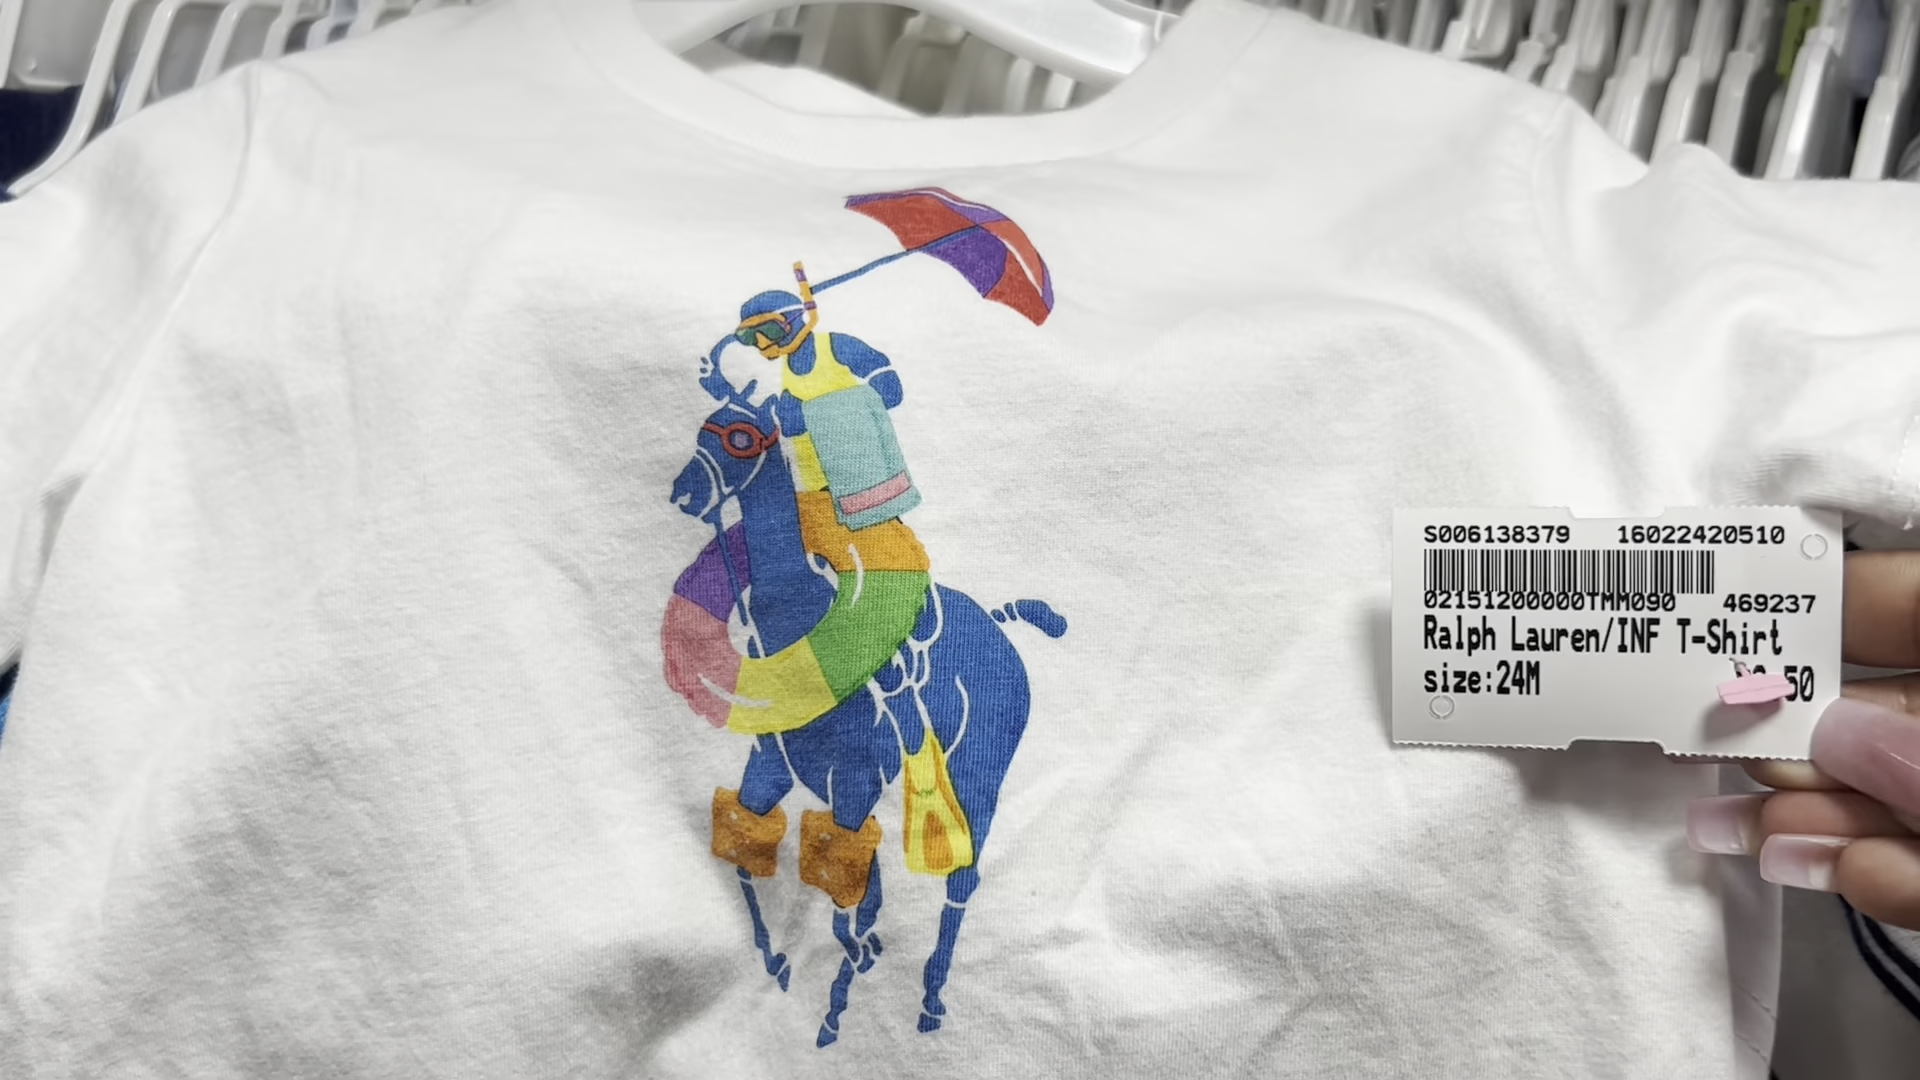 S006138379 16022420510
02151200000TMM090 469237
Ralph Lauren/INF T-Shirt
size:24M